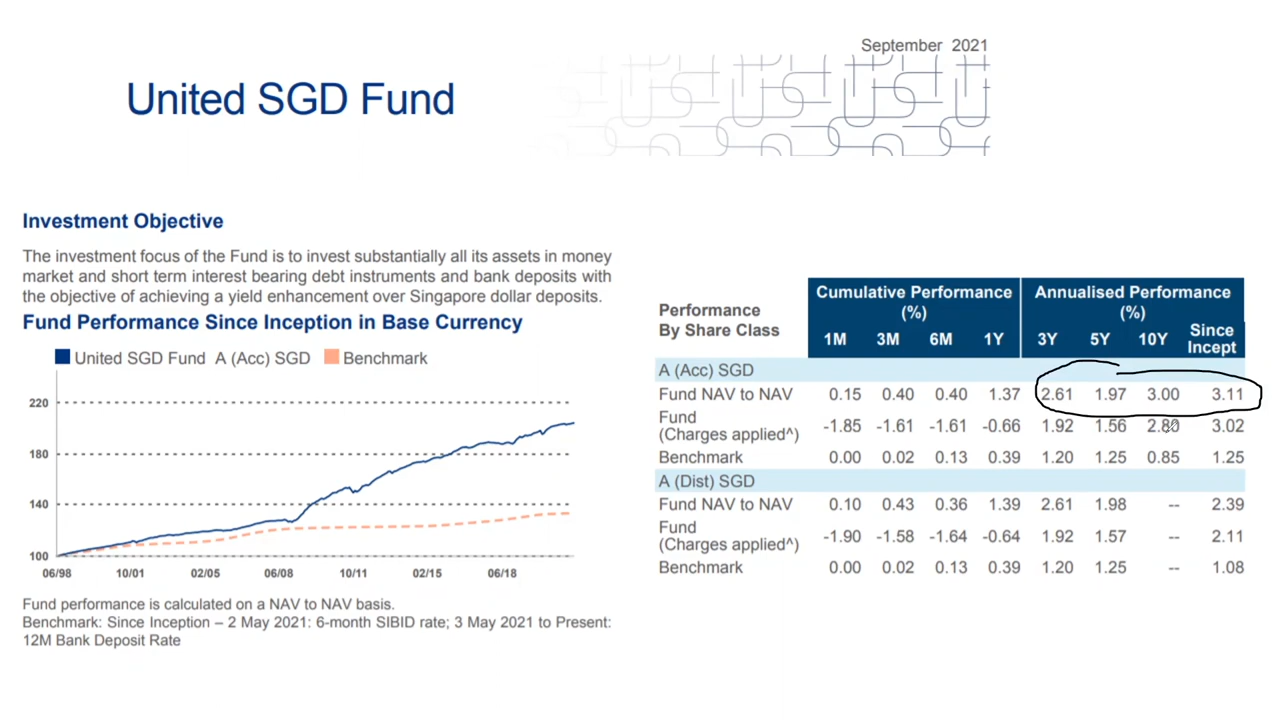 September 2021
United SGD Fund
Investment Objective
The investment focus of the Fund is to invest substantially all its assets in money
market and short term interest bearing debt instruments and bank deposits with
the objective of achieving a yield enhancement over Singapore dollar deposits.
Fund Performance Since Inception in Base Currency
United SGD Fund A (Acc) SGD Benchmark
220
180
140
100
06/98 10/01 02/05 06/08 10/11 02/15 06/18
Fund performance is calculated on a NAV to NAV basis.
Benchmark: Since Inception – 2 May 2021: 6-month SIBID rate; 3 May 2021 to Present:
12M Bank Deposit Rate
Performance
By Share Class
Cumulative Performance
(%)
Annualised Performance
(%)
1M 3M 6M 1Y 3Y 5Y 10Y Since
Incept
A (Acc) SGD
Fund NAV to NAV 0.15 0.40 0.40 1.37 2.61 1.97 3.00 3.11
Fund
(Charges applied^) -1.85 -1.61 -1.61 -0.66 1.92 1.56 2.80 3.02
Benchmark 0.00 0.02 0.13 0.39 1.20 1.25 0.85 1.25
A (Dist) SGD
Fund NAV to NAV 0.10 0.43 0.36 1.39 2.61 1.98 -- 2.39
Fund
(Charges applied^) -1.90 -1.58 -1.64 -0.64 1.92 1.57 -- 2.11
Benchmark 0.00 0.02 0.13 0.39 1.20 1.25 -- 1.08